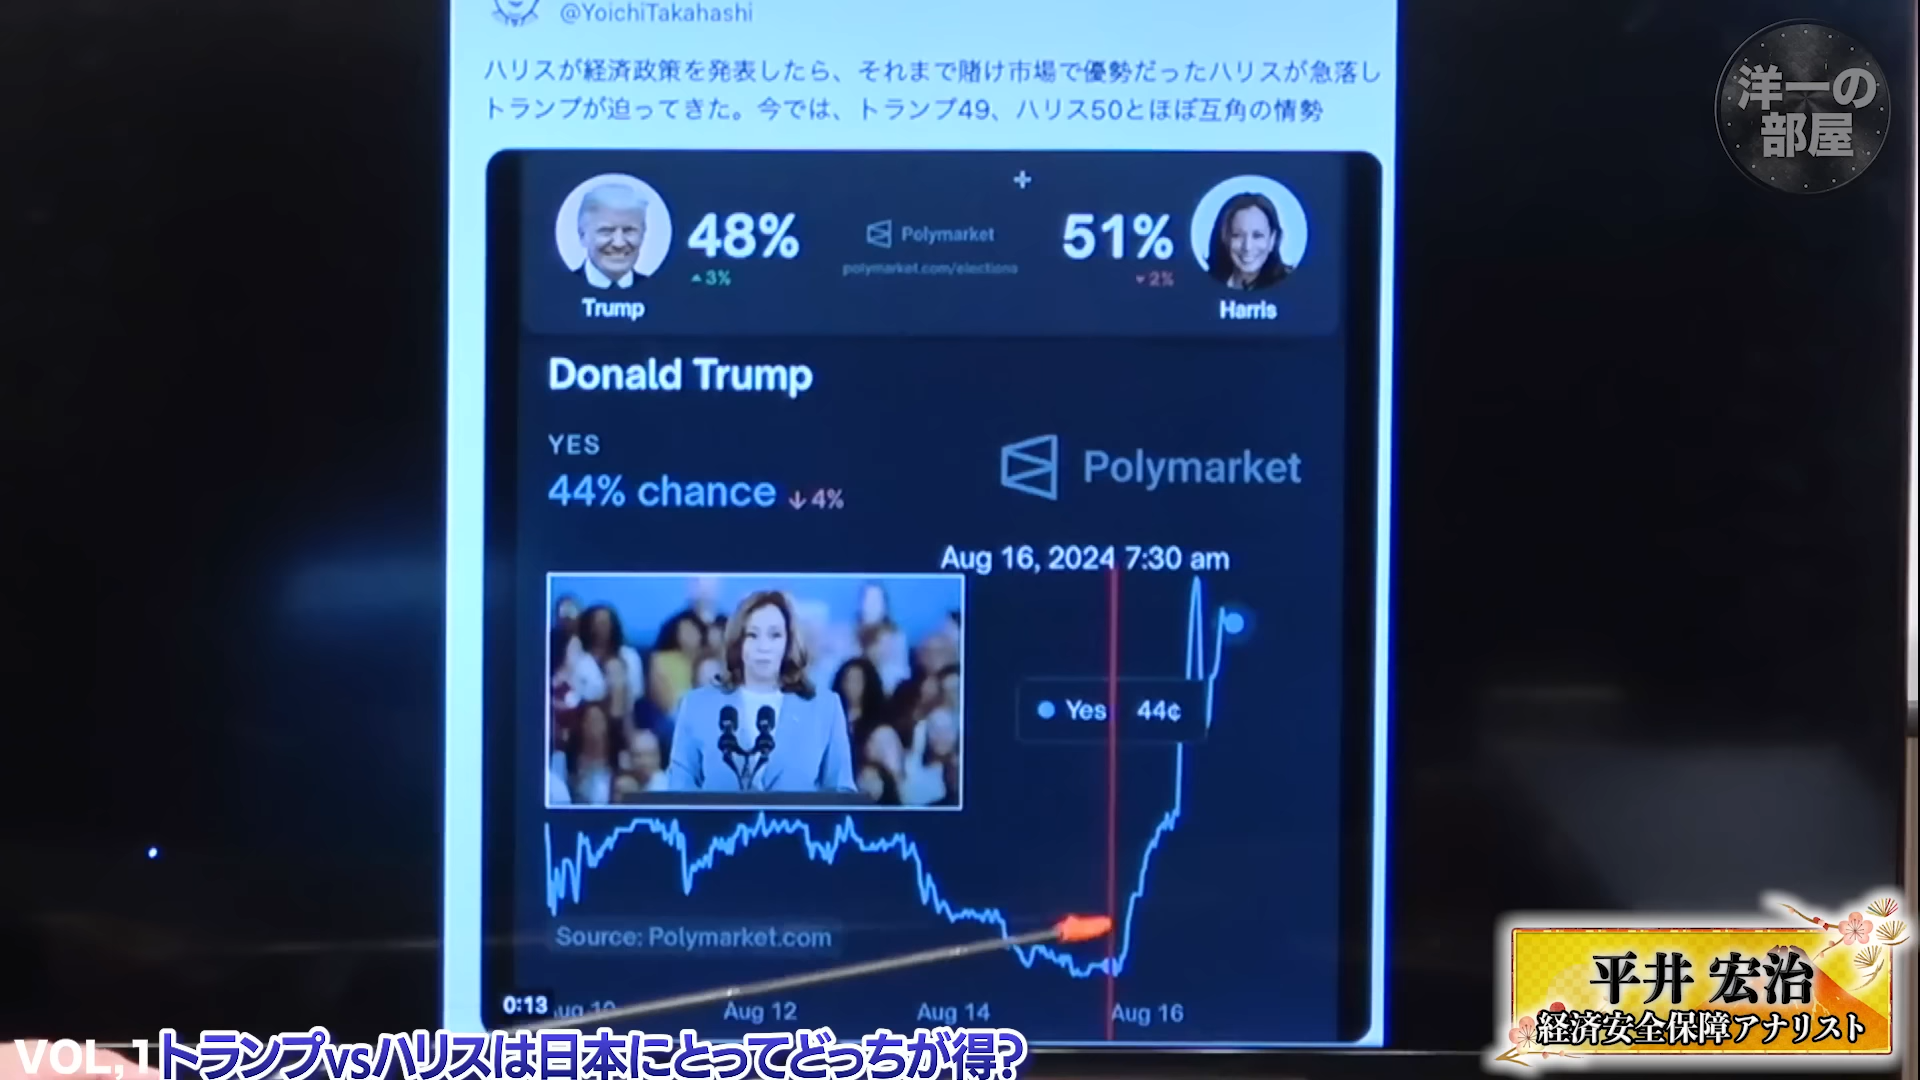 @YoichiTakahashi
ハリスが経済政策を発表したら、それまで賭け市場で優勢だったハリスが急落し
トランプが迫ってきた。今では、トランプ49、ハリス50とほぼ互角の情勢
洋一の
部屋
48%
3%
Trump
Polymarket
polymarket.com/elections
51%
2%
Harris
Donald Trump
YES
44% chance ↓4%
Polymarket
Aug 16, 2024 7:30 am
Yes 44¢
Source: Polymarket.com
0:13
Aug 12
Aug 14
Aug 16
平井 宏治
経済安全保障アナリスト
VOL,1トランプvsハリスは日本にとってどっちが得?